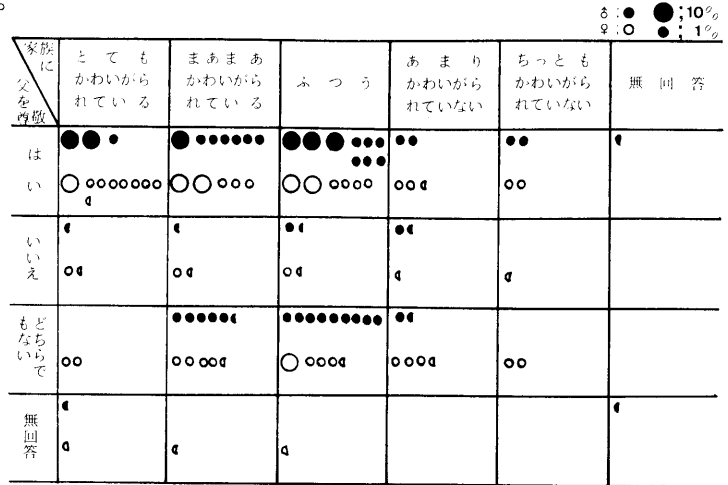 ♂:● ●;10%
♀:○ ●;1%
家族に
父を尊敬
とても
かわいがら
れている
まあまあ
かわいがら
れている
ふつう
あまり
かわいがら
れていない
ちっとも
かわいがら
れていない
無回答
はい
いいえ
どちらで
もない
無回答